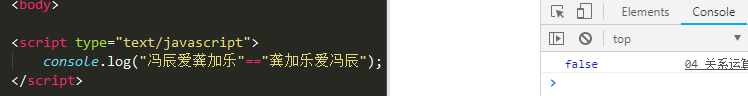 <body>
<script type="text/javascript">
console.log("冯辰爱龚加乐"=="龚加乐爱冯辰");
</script>
Elements Console
top
false 04 关系运算
>